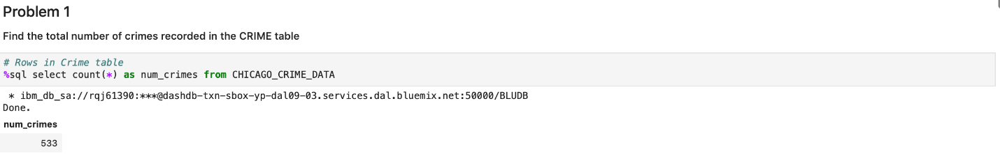 Problem 1
Find the total number of crimes recorded in the CRIME table
# Rows in Crime table
%sql select count(*) as num_crimes from CHICAGO_CRIME_DATA
* ibm_db_sa://rqj61390:***@dashdb-txn-sbox-yp-dal09-03.services.dal.bluemix.net:50000/BLUDB
Done.
num_crimes
533